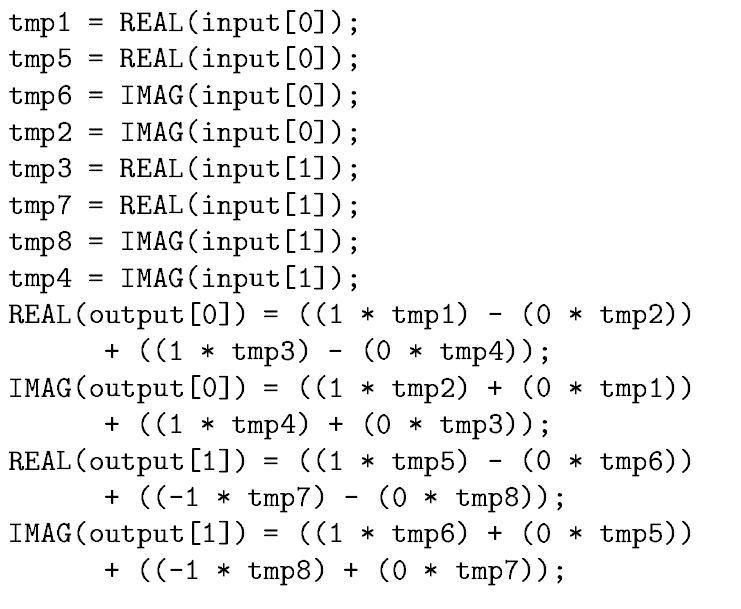 tmp1 = REAL(input[0]);
tmp5 = REAL(input[0]);
tmp6 = IMAG(input[0]);
tmp2 = IMAG(input[0]);
tmp3 = REAL(input[1]);
tmp7 = REAL(input[1]);
tmp8 = IMAG(input[1]);
tmp4 = IMAG(input[1]);
REAL(output[0]) = ((1 * tmp1) - (0 * tmp2))
+ ((1 * tmp3) - (0 * tmp4));
IMAG(output[0]) = ((1 * tmp2) + (0 * tmp1))
+ ((1 * tmp4) + (0 * tmp3));
REAL(output[1]) = ((1 * tmp5) - (0 * tmp6))
+ ((-1 * tmp7) - (0 * tmp8));
IMAG(output[1]) = ((1 * tmp6) + (0 * tmp5))
+ ((-1 * tmp8) + (0 * tmp7));